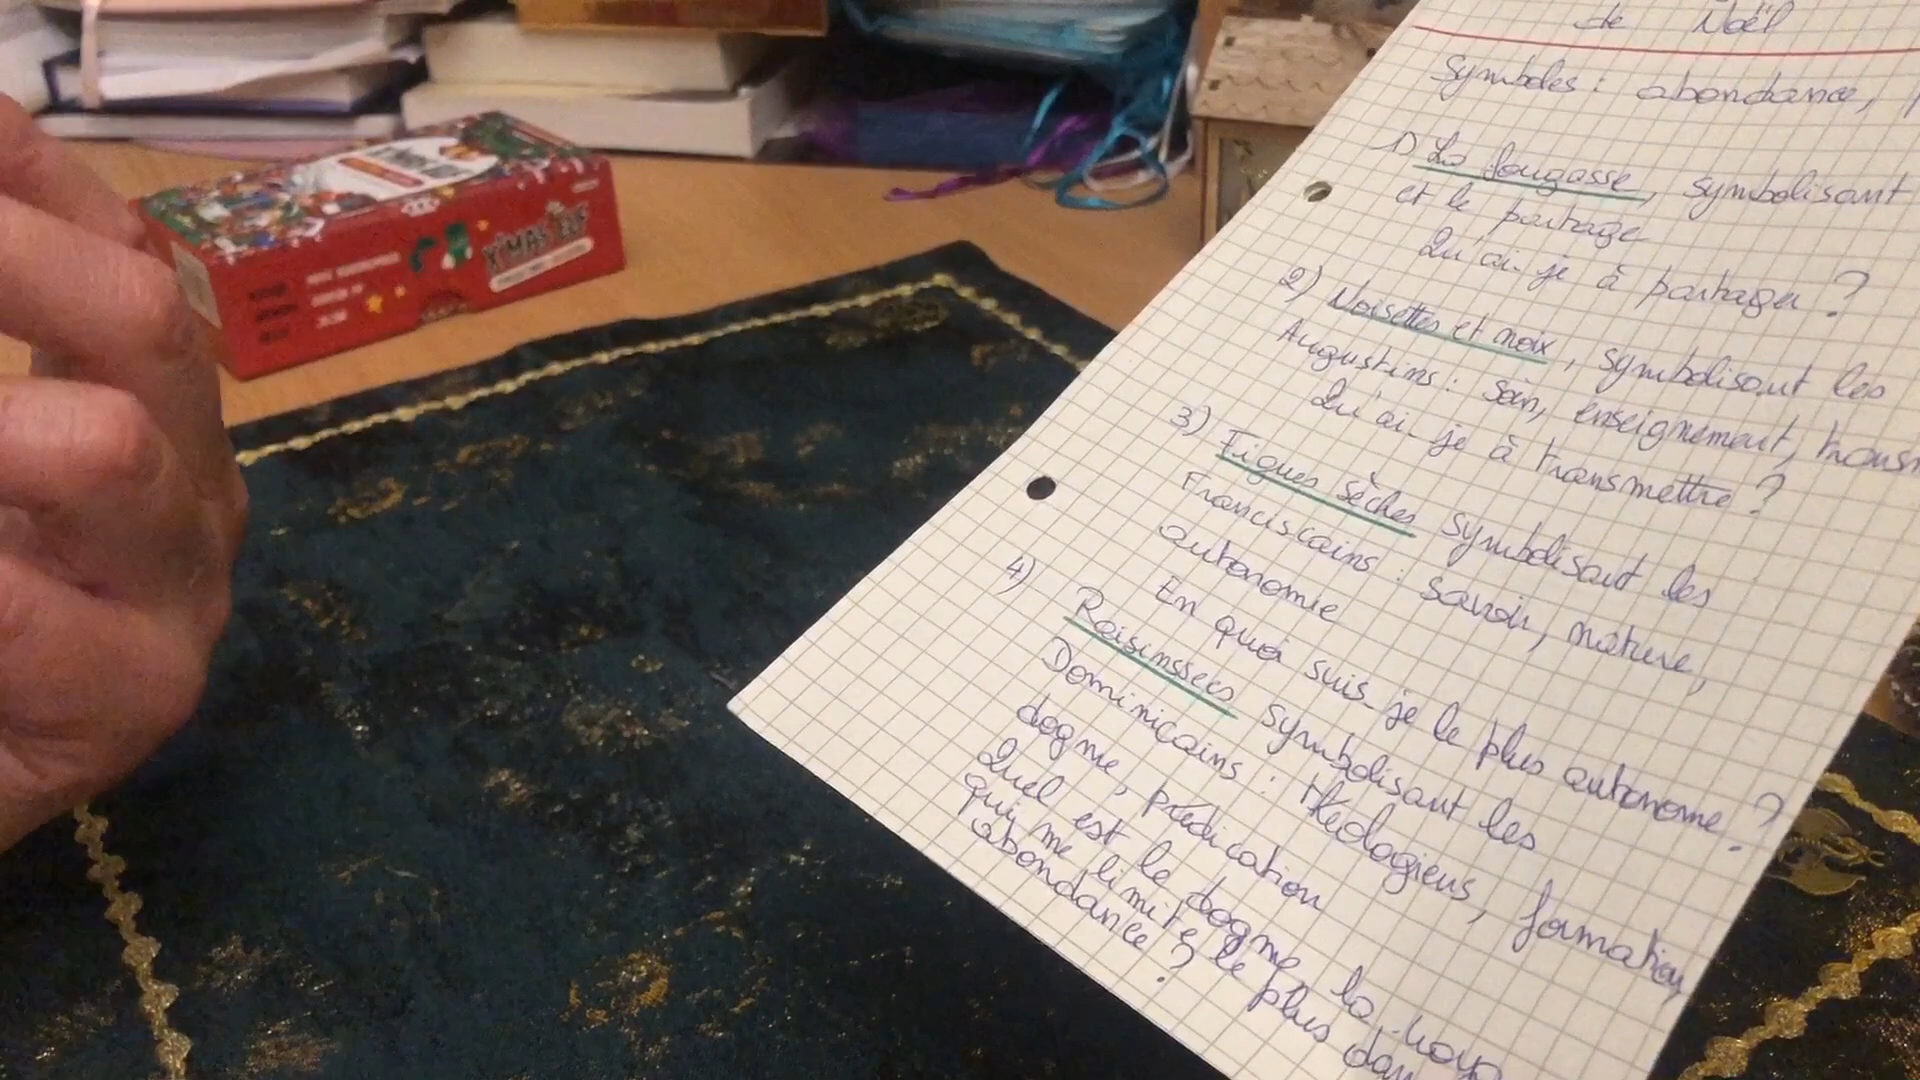 de Noël
Symboles : abondance,
1) La fougasse, symbolisant
et le partage
Qu'ai-je à partager ?
2) Noisettes et noix, symbolisant les
Augustins : soin, enseignement,
Qu'ai-je à transmettre ?
3) Figues sèches symbolisant les
Franciscains : savoir, nature,
autonomie
En quoi suis-je le plus autonome ?
4) Raisins secs symbolisant les
Dominicains : théologiens, formation,
dogme, prédication
Quel est le dogme, la
qui me limite le plus
abondance ?
X'MAS ELF